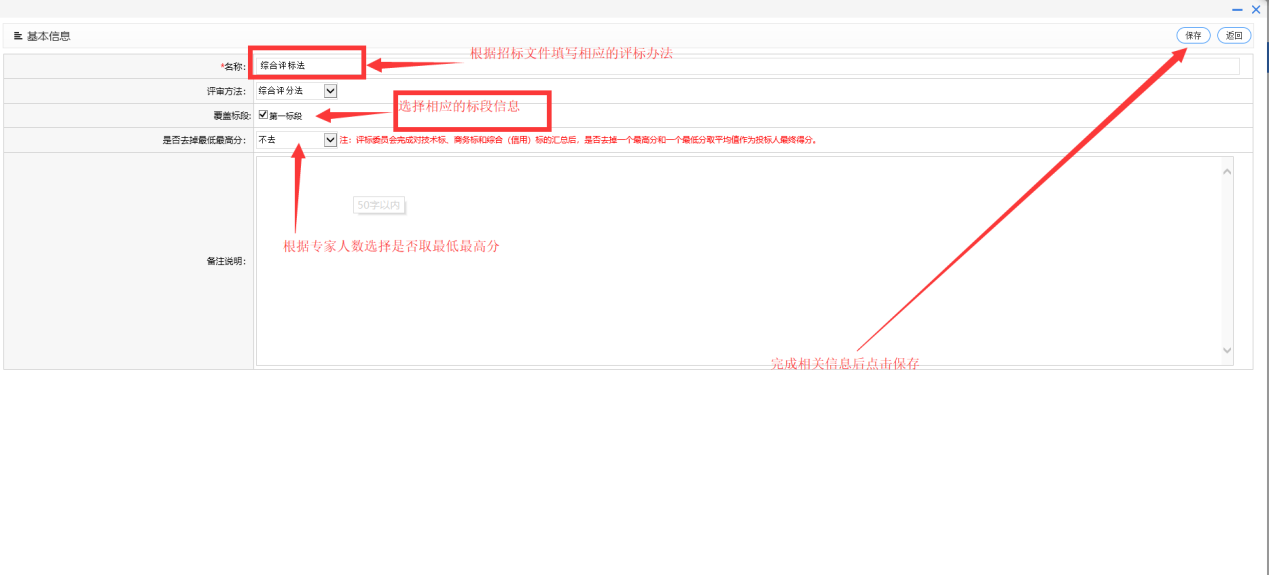 基本信息
保存
返回
根据招标文件填写相应的评标办法
*名称：
综合评标法
评审方法：
综合评分法
选择相应的标段信息
覆盖标段:
第一标段
是否去掉最低最高分：
不去
注：评标委员会完成对技术标、商务标和综合（信用）标的汇总后，是否去掉一个最高分和一个最低分取平均值作为投标人最终得分。
50字以内
根据专家人数选择是否取最低最高分
备注说明：
完成相关信息后点击保存